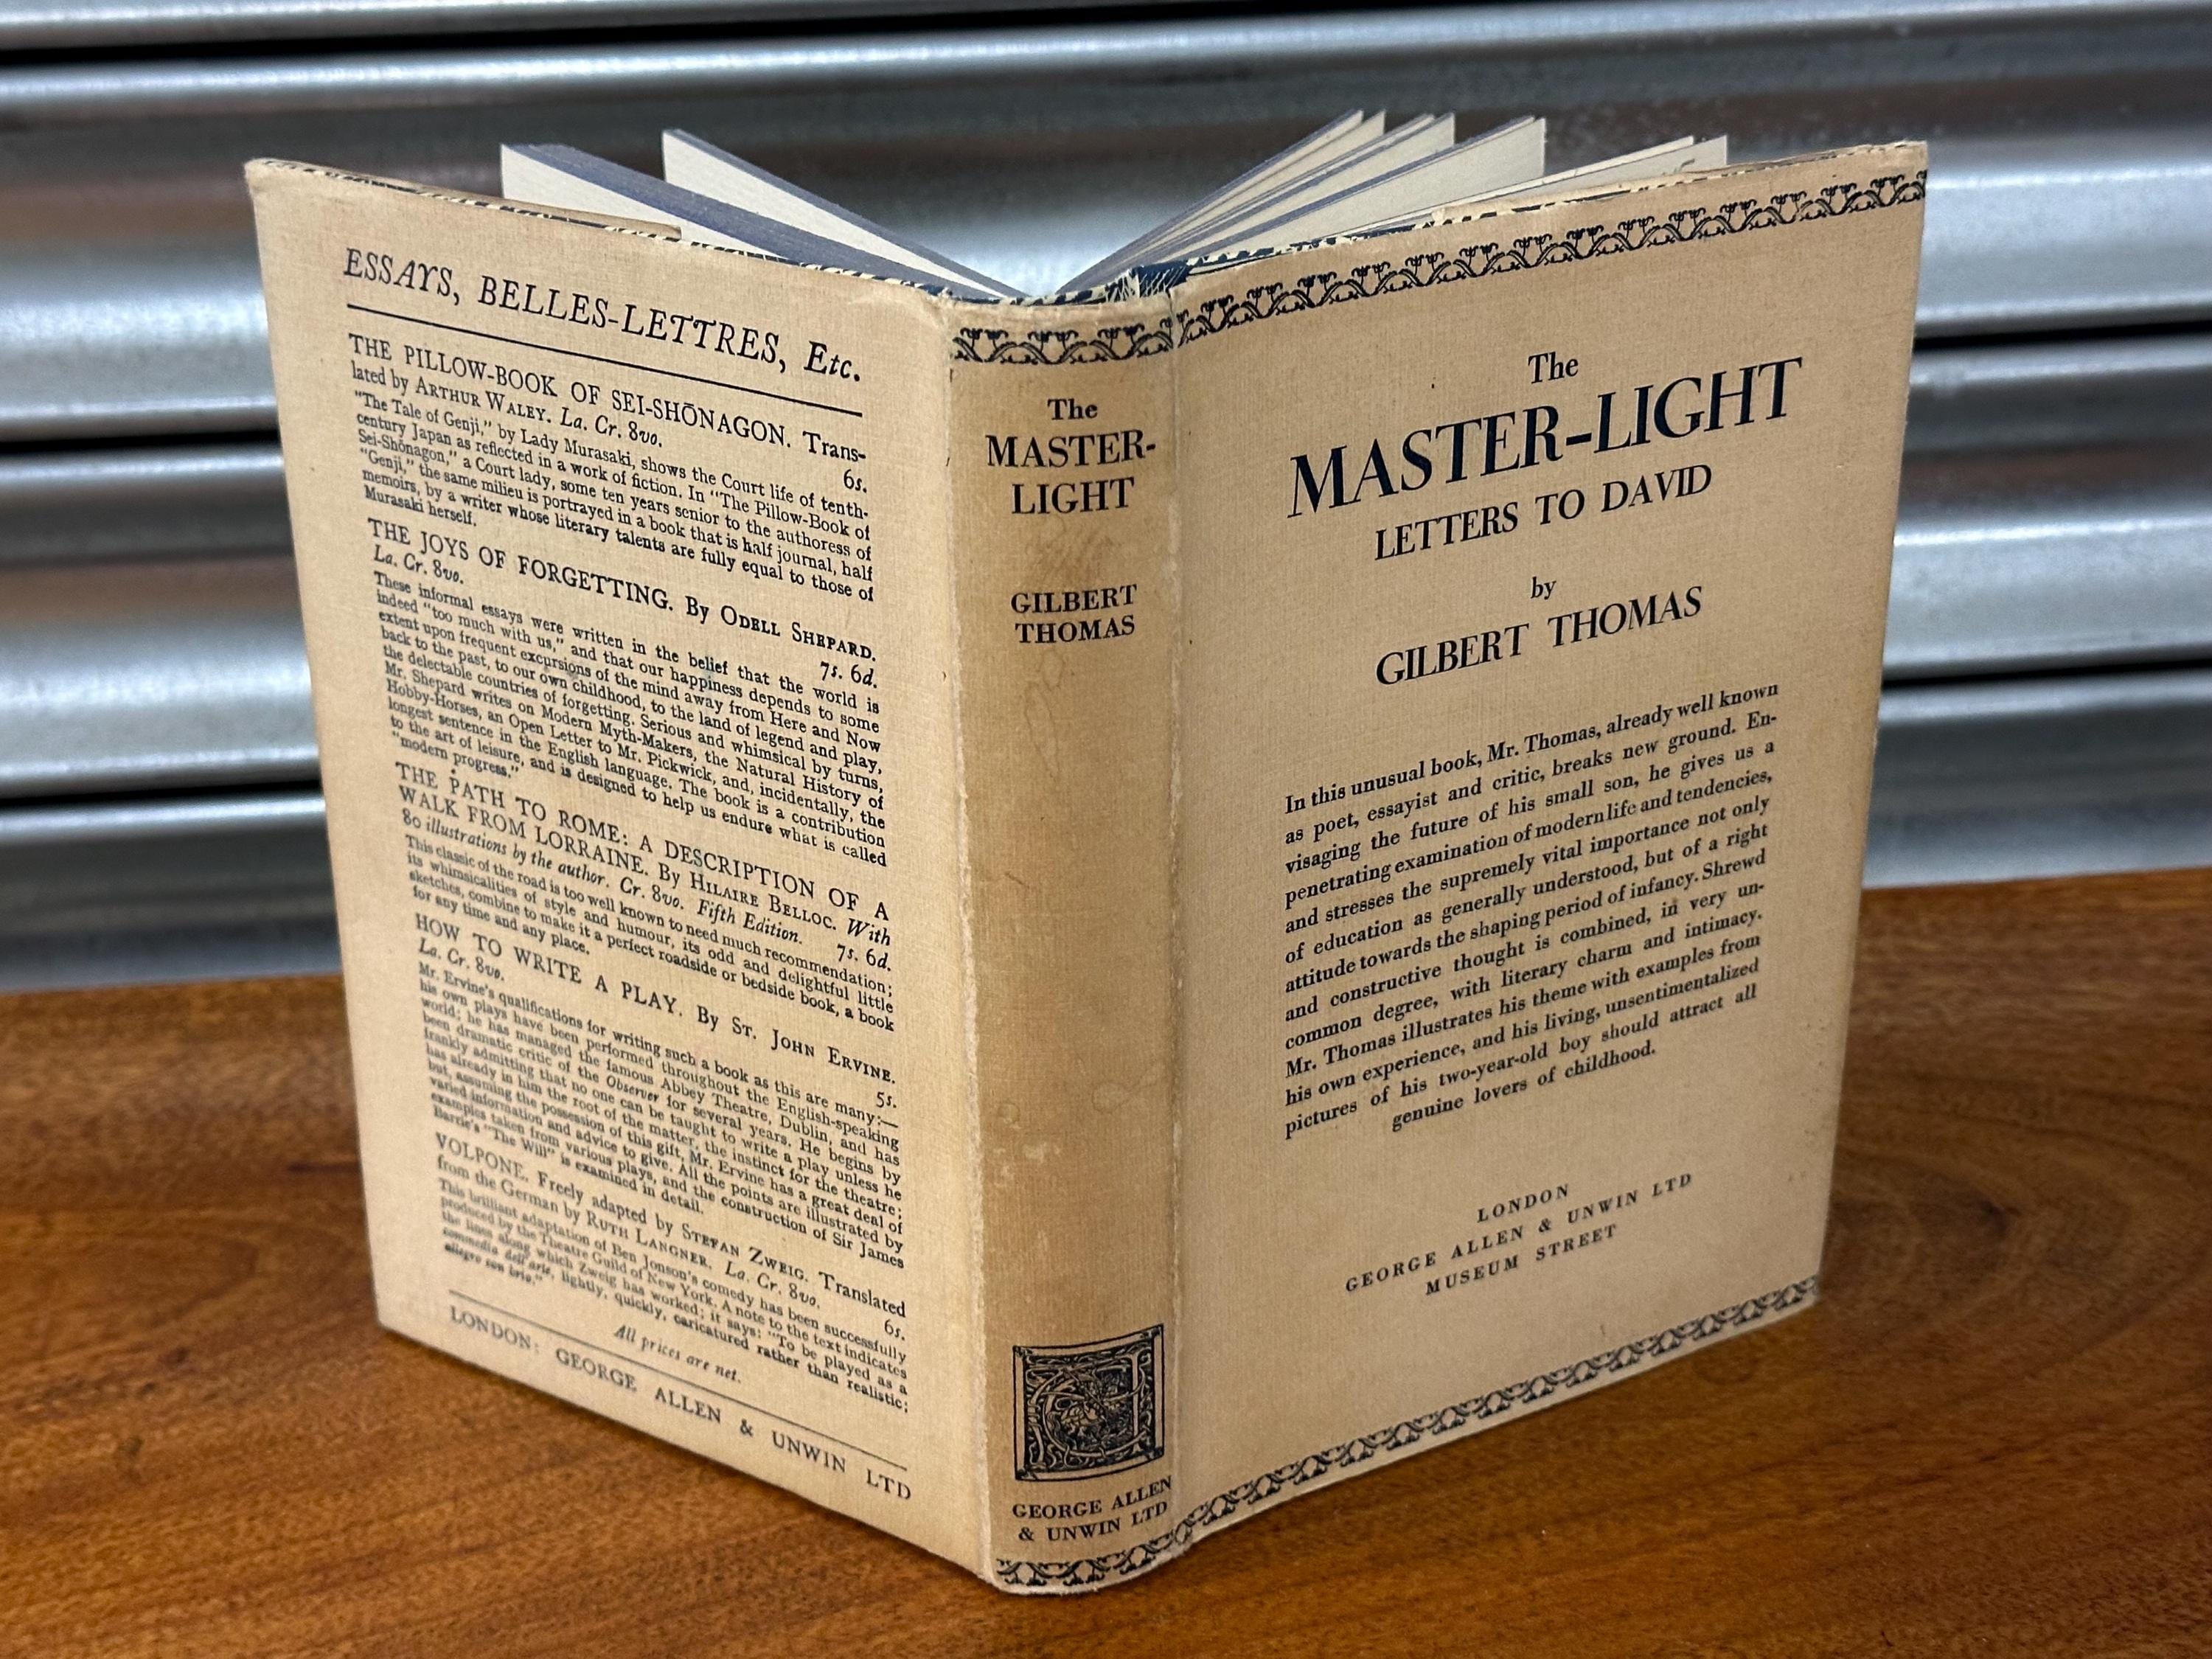 ESSAYS, BELLES-LETTRES, Etc.
THE PILLOW-BOOK OF SEI-SHŌNAGON. Trans-
lated by ARTHUR WALEY. La. Cr. 8vo. 6s.
"The Tale of Genji," by Lady Murasaki, shows the Court life of tenth-
century Japan as reflected in a work of fiction. In "The Pillow-Book of
Sei-Shōnagon," a Court lady, some ten years senior to the authoress of
"Genji," the same milieu is portrayed in a book that is half journal, half
memoirs, by a writer whose literary talents are fully equal to those of
Murasaki herself.
THE JOYS OF FORGETTING. By ODELL SHEPARD.
La. Cr. 8vo. 7s. 6d.
These informal essays were written in the belief that the world is
indeed "too much with us," and that our happiness depends to some
extent upon frequent excursions of the mind away from Here and Now
back to the past, to our own childhood, to the land of legend and play,
the delectable countries of forgetting. Serious and whimsical by turns,
Mr. Shepard writes on Modern Myth-Makers, the Natural History of
Hobby-Horses, an Open Letter to Mr. Pickwick, and, incidentally, the
longest sentence in the English language. The book is a contribution
to the art of leisure, and is designed to help us endure what is called
"modern progress."
THE PATH TO ROME: A DESCRIPTION OF A
WALK FROM LORRAINE. By HILAIRE BELLOC. With
80 illustrations by the author. Cr. 8vo. Fifth Edition. 7s. 6d.
This classic of the road is too well known to need much recommendation;
its whimsicalities of style and humour, its odd and delightful little
sketches, combine to make it a perfect roadside or bedside book, a book
for any time and any place.
HOW TO WRITE A PLAY. By ST. JOHN ERVINE.
La. Cr. 8vo. 5s.
Mr. Ervine's qualifications for writing such a book as this are many:—
his own plays have been performed throughout the English-speaking
world; he has managed the famous Abbey Theatre, Dublin, and has
been dramatic critic of the Observer for several years. He begins by
frankly admitting that no one can be taught to write a play unless he
has already in him the root of the matter, the instinct for the theatre;
but, assuming the possession of this gift, Mr. Ervine has a great deal of
varied information and advice to give. All the points are illustrated by
examples taken from various plays, and the construction of Sir James
Barrie's "The Will" is examined in detail.
VOLPONE. Freely adapted by STEFAN ZWEIG. Translated
from the German by RUTH LANGNER. La. Cr. 8vo. 6s.
This brilliant adaptation of Ben Jonson's comedy has been successfully
produced by the Theatre Guild of New York. A note to the text indicates
the lines along which Zweig has worked; it says: "To be played as a
commedia dell'arte, lightly, quickly, caricatured rather than realistic;
allegro con brio."
All prices are net.
LONDON: GEORGE ALLEN & UNWIN LTD
The
MASTER-
LIGHT
GILBERT
THOMAS
GEORGE ALLEN
& UNWIN LTD
The
MASTER-LIGHT
LETTERS TO DAVID
by
GILBERT THOMAS
In this unusual book, Mr. Thomas, already well known
as poet, essayist and critic, breaks new ground. En-
visaging the future of his small son, he gives us a
penetrating examination of modern life and tendencies,
and stresses the supremely vital importance not only
of education as generally understood, but of a right
attitude towards the shaping period of infancy. Shrewd
and constructive thought is combined, in very un-
common degree, with literary charm and intimacy.
Mr. Thomas illustrates his theme with examples from
his own experience, and his living, unsentimentalized
pictures of his two-year-old boy should attract all
genuine lovers of childhood.
LONDON
GEORGE ALLEN & UNWIN LTD
MUSEUM STREET